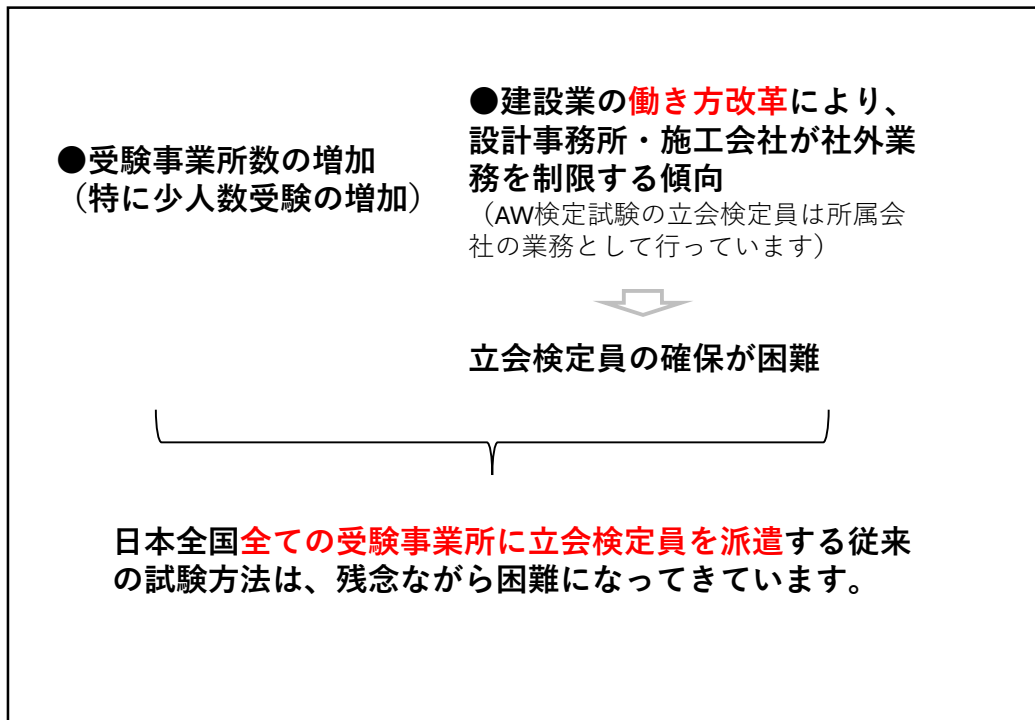 ●受験事業所数の増加
（特に少人数受験の増加）
●建設業の働き方改革により、
設計事務所・施工会社が社外業
務を制限する傾向
（AW検定試験の立会検定員は所属会
社の業務として行っています）
立会検定員の確保が困難
日本全国全ての受験事業所に立会検定員を派遣する従来
の試験方法は、残念ながら困難になってきています。